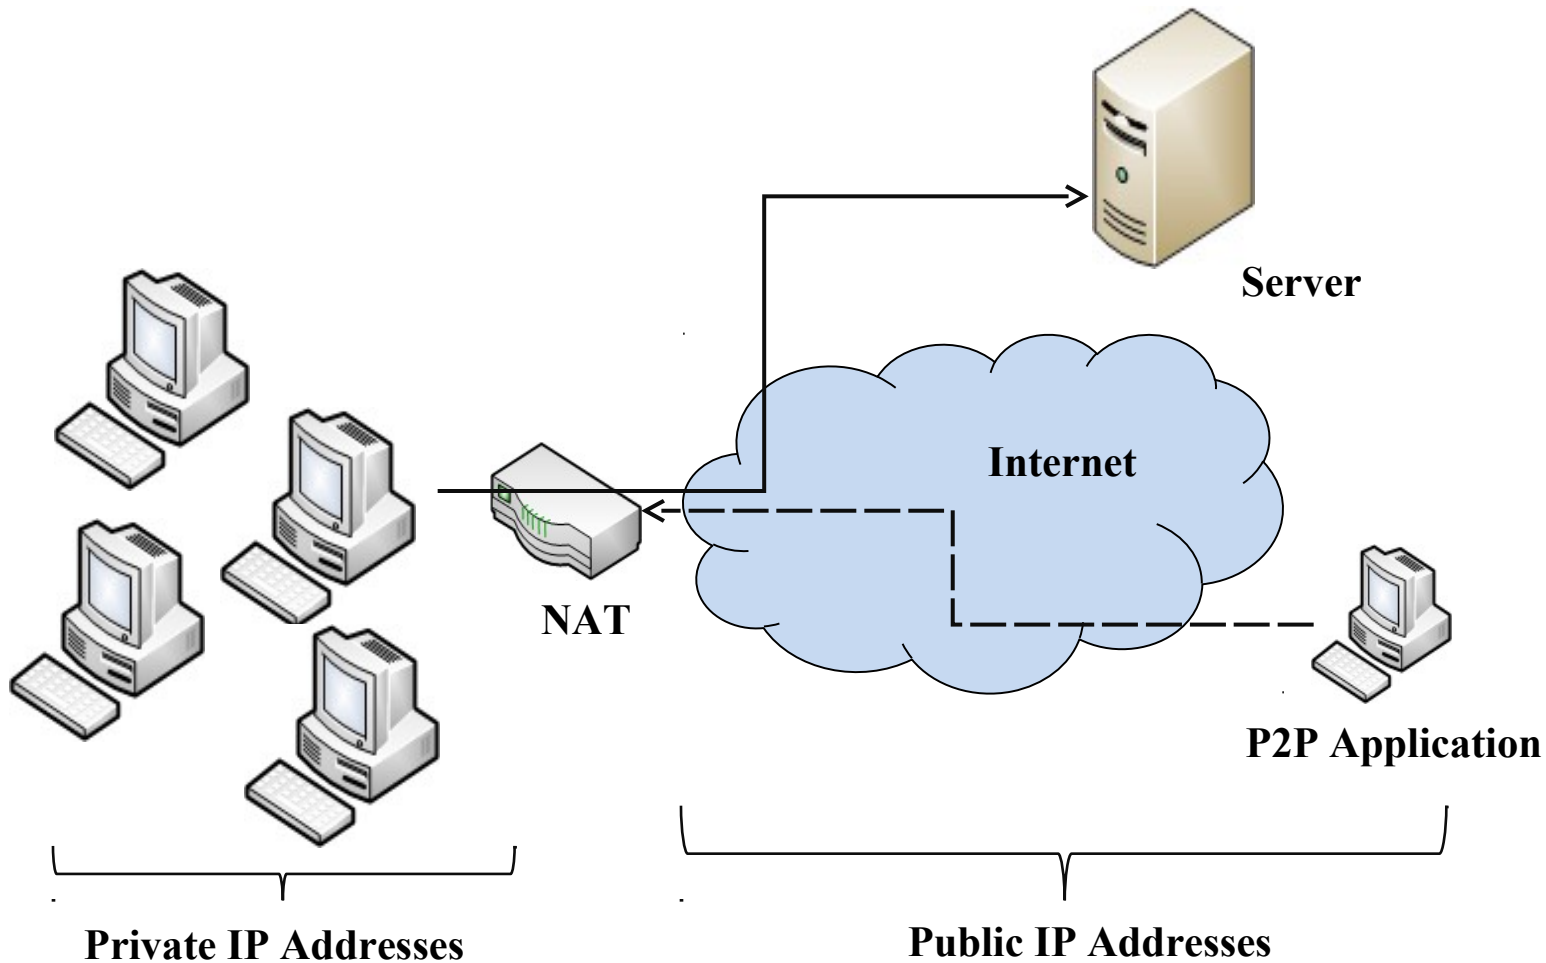 Server
Internet
NAT
P2P Application
Private IP Addresses
Public IP Addresses